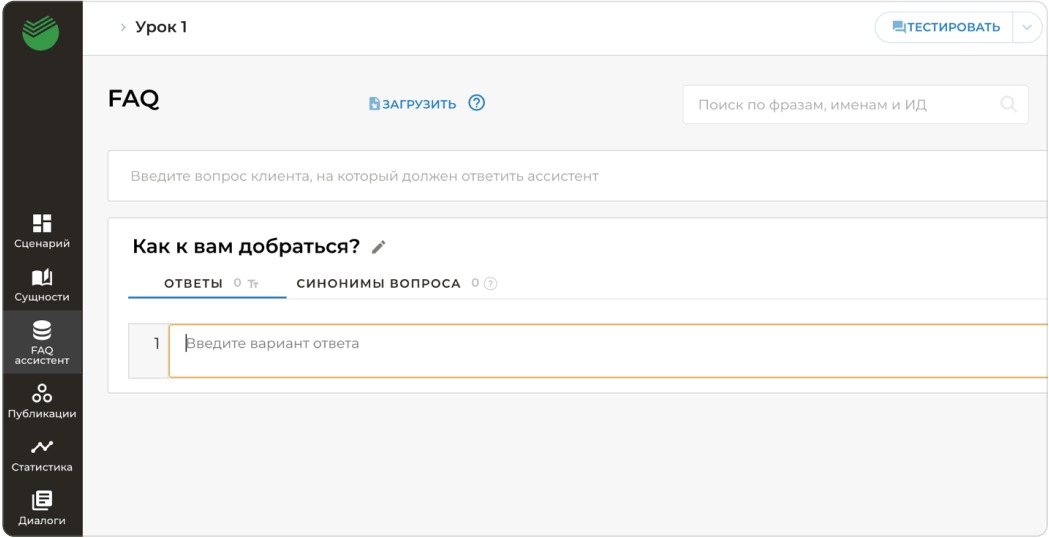 Урок 1
ТЕСТИРОВАТЬ
FAQ
ЗАГРУЗИТЬ ?
Поиск по фразам, именам и ИД
Введите вопрос клиента, на который должен ответить ассистент
Как к вам добраться?
ОТВЕТЫ 0 Тт СИНОНИМЫ ВОПРОСА 0 ?
1 Введите вариант ответа
Сценарий
Сущности
FAQ
ассистент
Публикации
Статистика
Диалоги